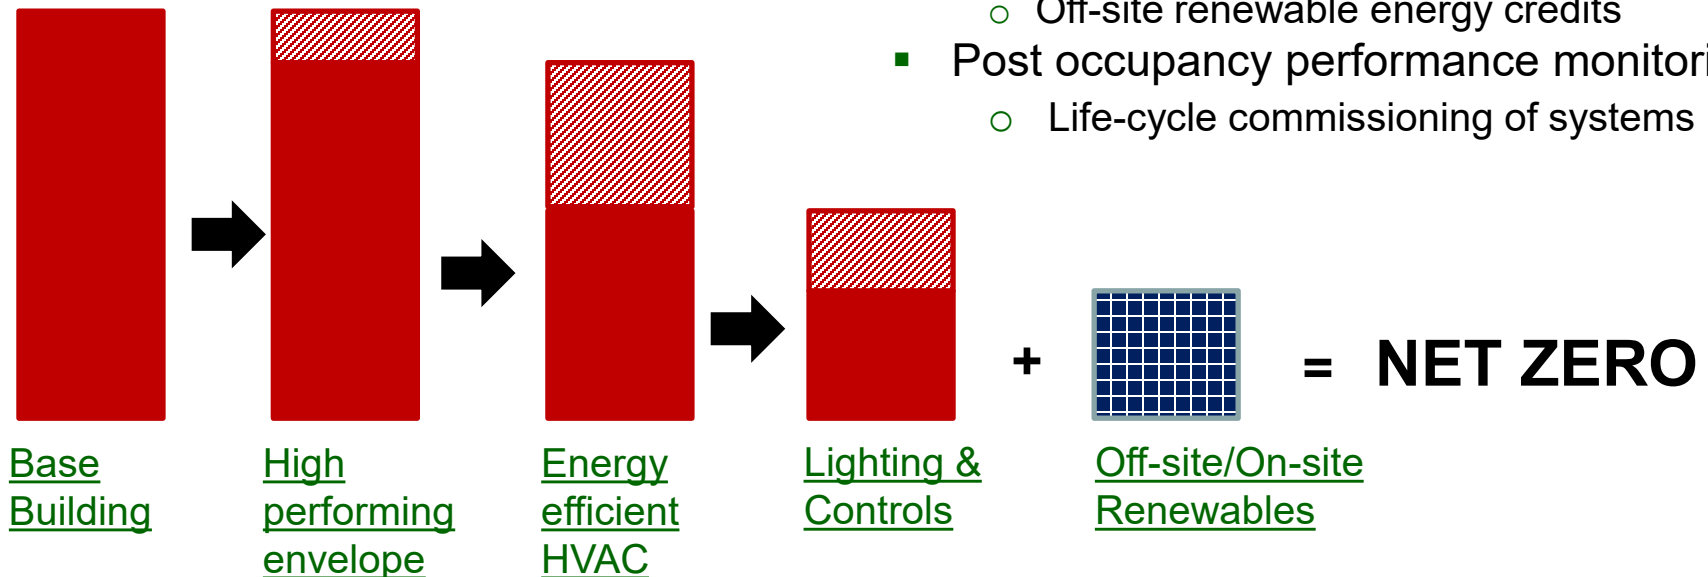 Off-site renewable energy credits
Post occupancy performance monitori
Life-cycle commissioning of systems
+
= NET ZERO
Base
Building
High
performing
envelope
Energy
efficient
HVAC
Lighting &
Controls
Off-site/On-site
Renewables